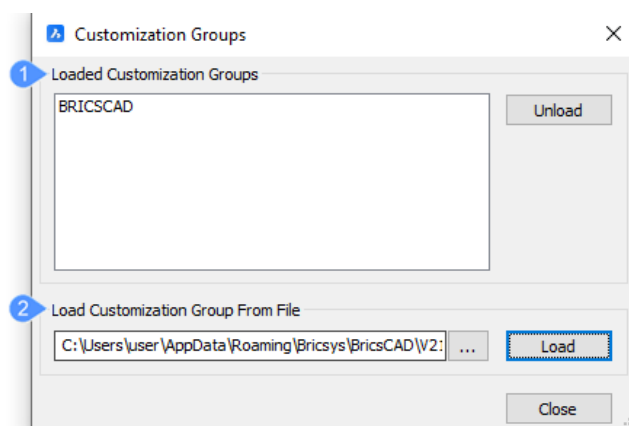 Customization Groups
1 Loaded Customization Groups
BRICSCAD
Unload
2 Load Customization Group From File
C:\Users\user\AppData\Roaming\Bricsys\BricsCAD\V21 ... Load
Close